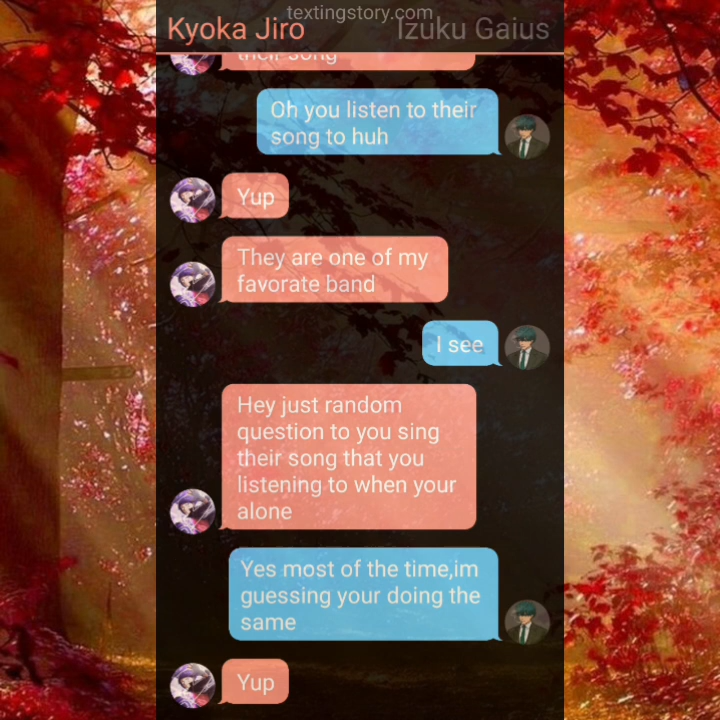 textingstory.com
Kyoka Jiro
Izuku Gaius
their song
Oh you listen to their
song to huh
Yup
They are one of my
favorate band
I see
Hey just random
question to you sing
their song that you
listening to when your
alone
Yes most of the time,im
guessing your doing the
same
Yup